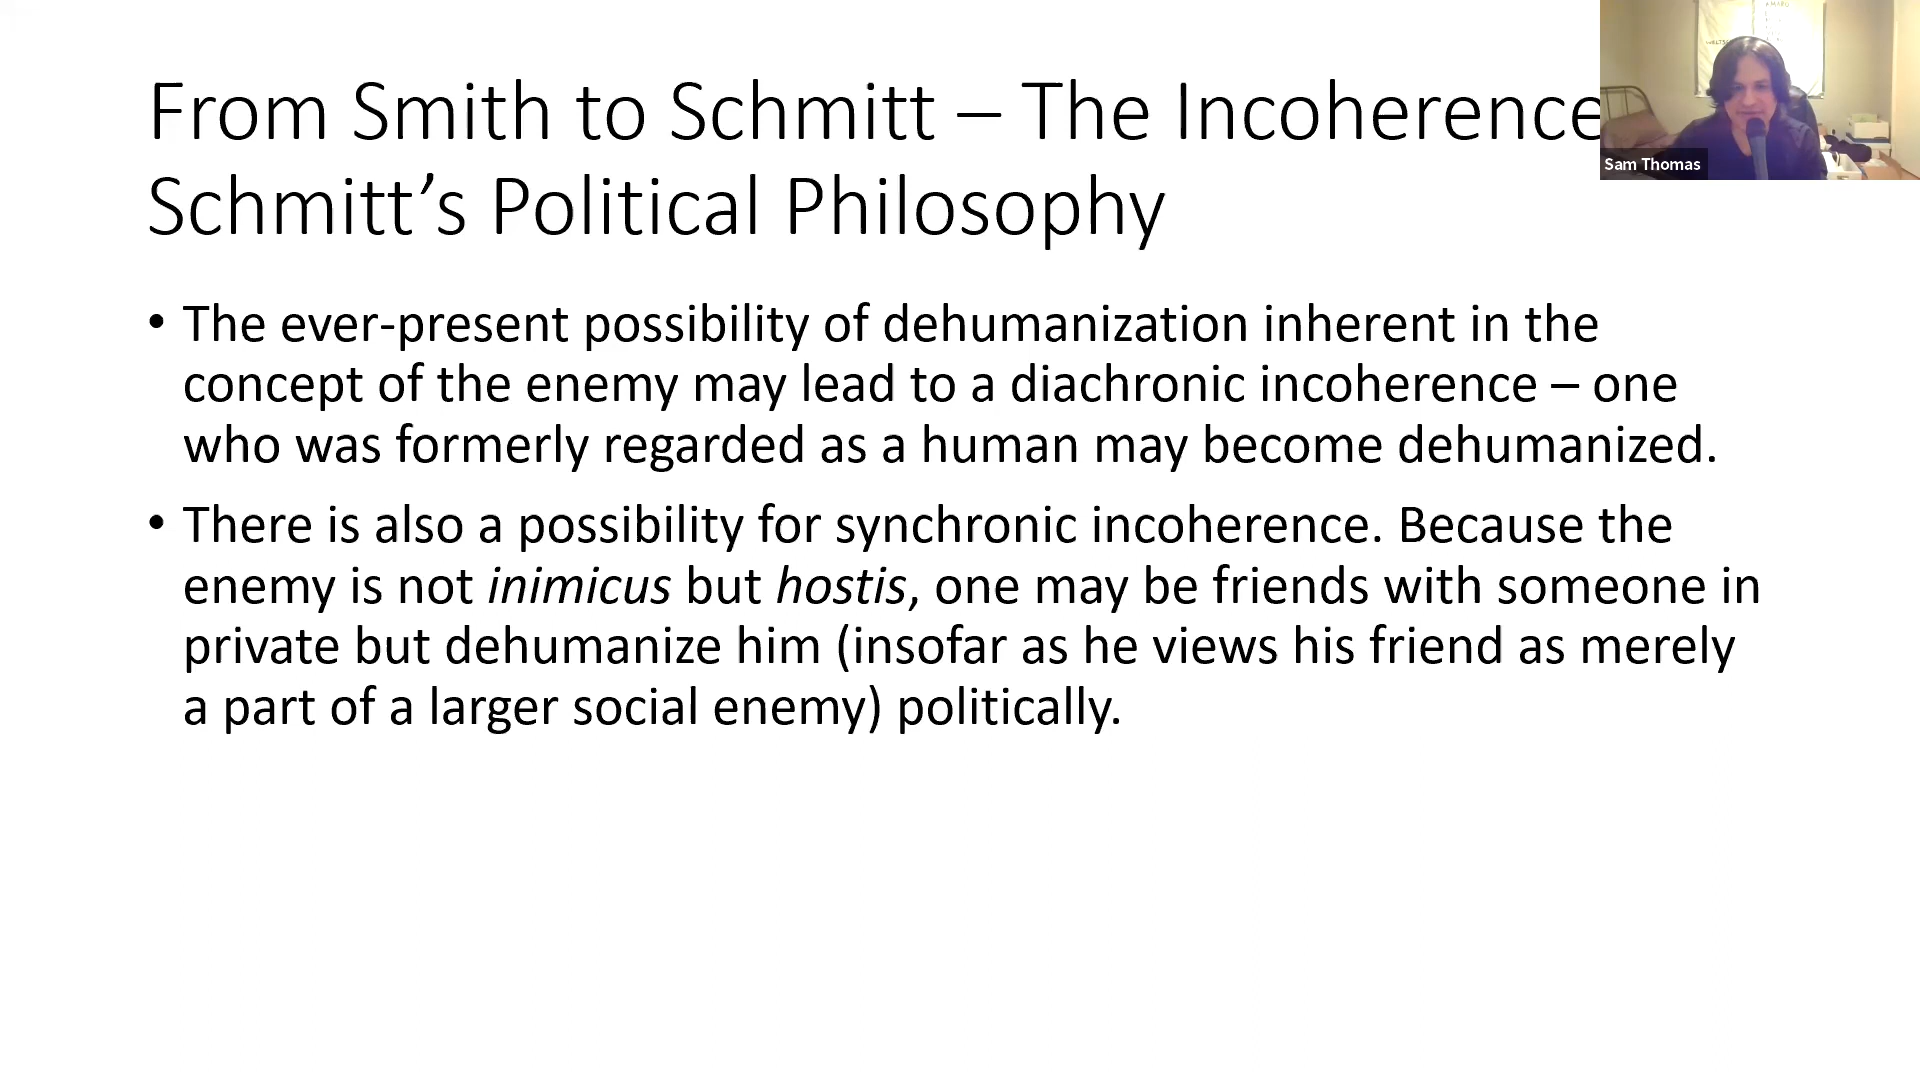 From Smith to Schmitt – The Incoherence
Schmitt’s Political Philosophy
Sam Thomas
• The ever-present possibility of dehumanization inherent in the
concept of the enemy may lead to a diachronic incoherence – one
who was formerly regarded as a human may become dehumanized.
• There is also a possibility for synchronic incoherence. Because the
enemy is not inimicus but hostis, one may be friends with someone in
private but dehumanize him (insofar as he views his friend as merely
a part of a larger social enemy) politically.